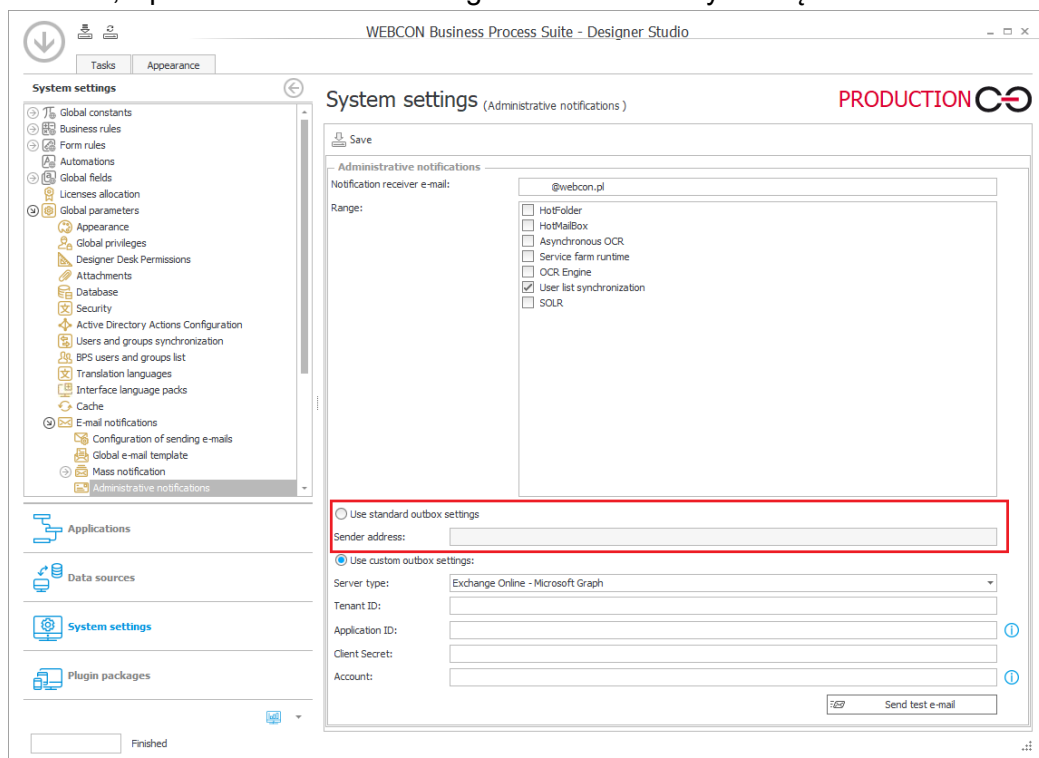 WEBCON Business Process Suite - Designer Studio
Tasks
Appearance
System settings
Global constants
Business rules
Form rules
Automations
Global fields
Licenses allocation
Global parameters
Appearance
Global privileges
Designer Desk Permissions
Attachments
Database
Security
Active Directory Actions Configuration
Users and groups synchronization
BPS users and groups list
Translation languages
Interface language packs
Cache
E-mail notifications
Configuration of sending e-mails
Global e-mail template
Mass notification
Administrative notifications
Applications
Data sources
System settings
Plugin packages
Finished
System settings (Administrative notifications )
PRODUCTION
Save
Administrative notifications
Notification receiver e-mail:
@webcon.pl
Range:
HotFolder
HotMailBox
Asynchronous OCR
Service farm runtime
OCR Engine
User list synchronization
SOLR
Use standard outbox settings
Sender address:
Use custom outbox settings:
Server type:
Exchange Online - Microsoft Graph
Tenant ID:
Application ID:
Client Secret:
Account:
Send test e-mail